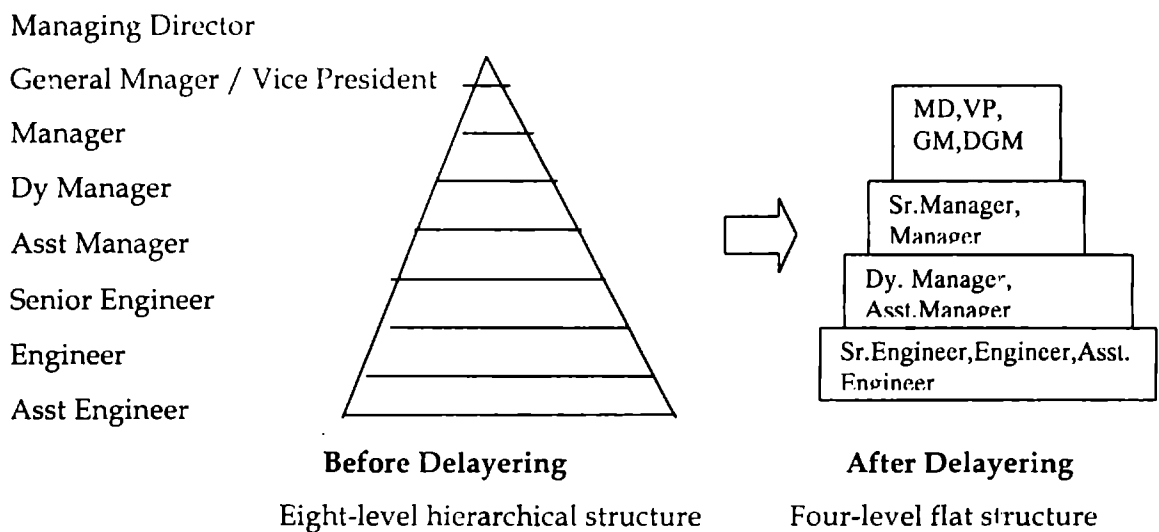 Managing Director
General Mnager / Vice President
Manager
Dy Manager
Asst Manager
Senior Engineer
Engineer
Asst Engineer
MD,VP,
GM,DGM
Sr.Manager,
Manager
Dy. Manager,
Asst.Manager
Sr.Engineer,Engineer,Asst.
Engineer
Before Delayering
Eight-level hierarchical structure
After Delayering
Four-level flat structure